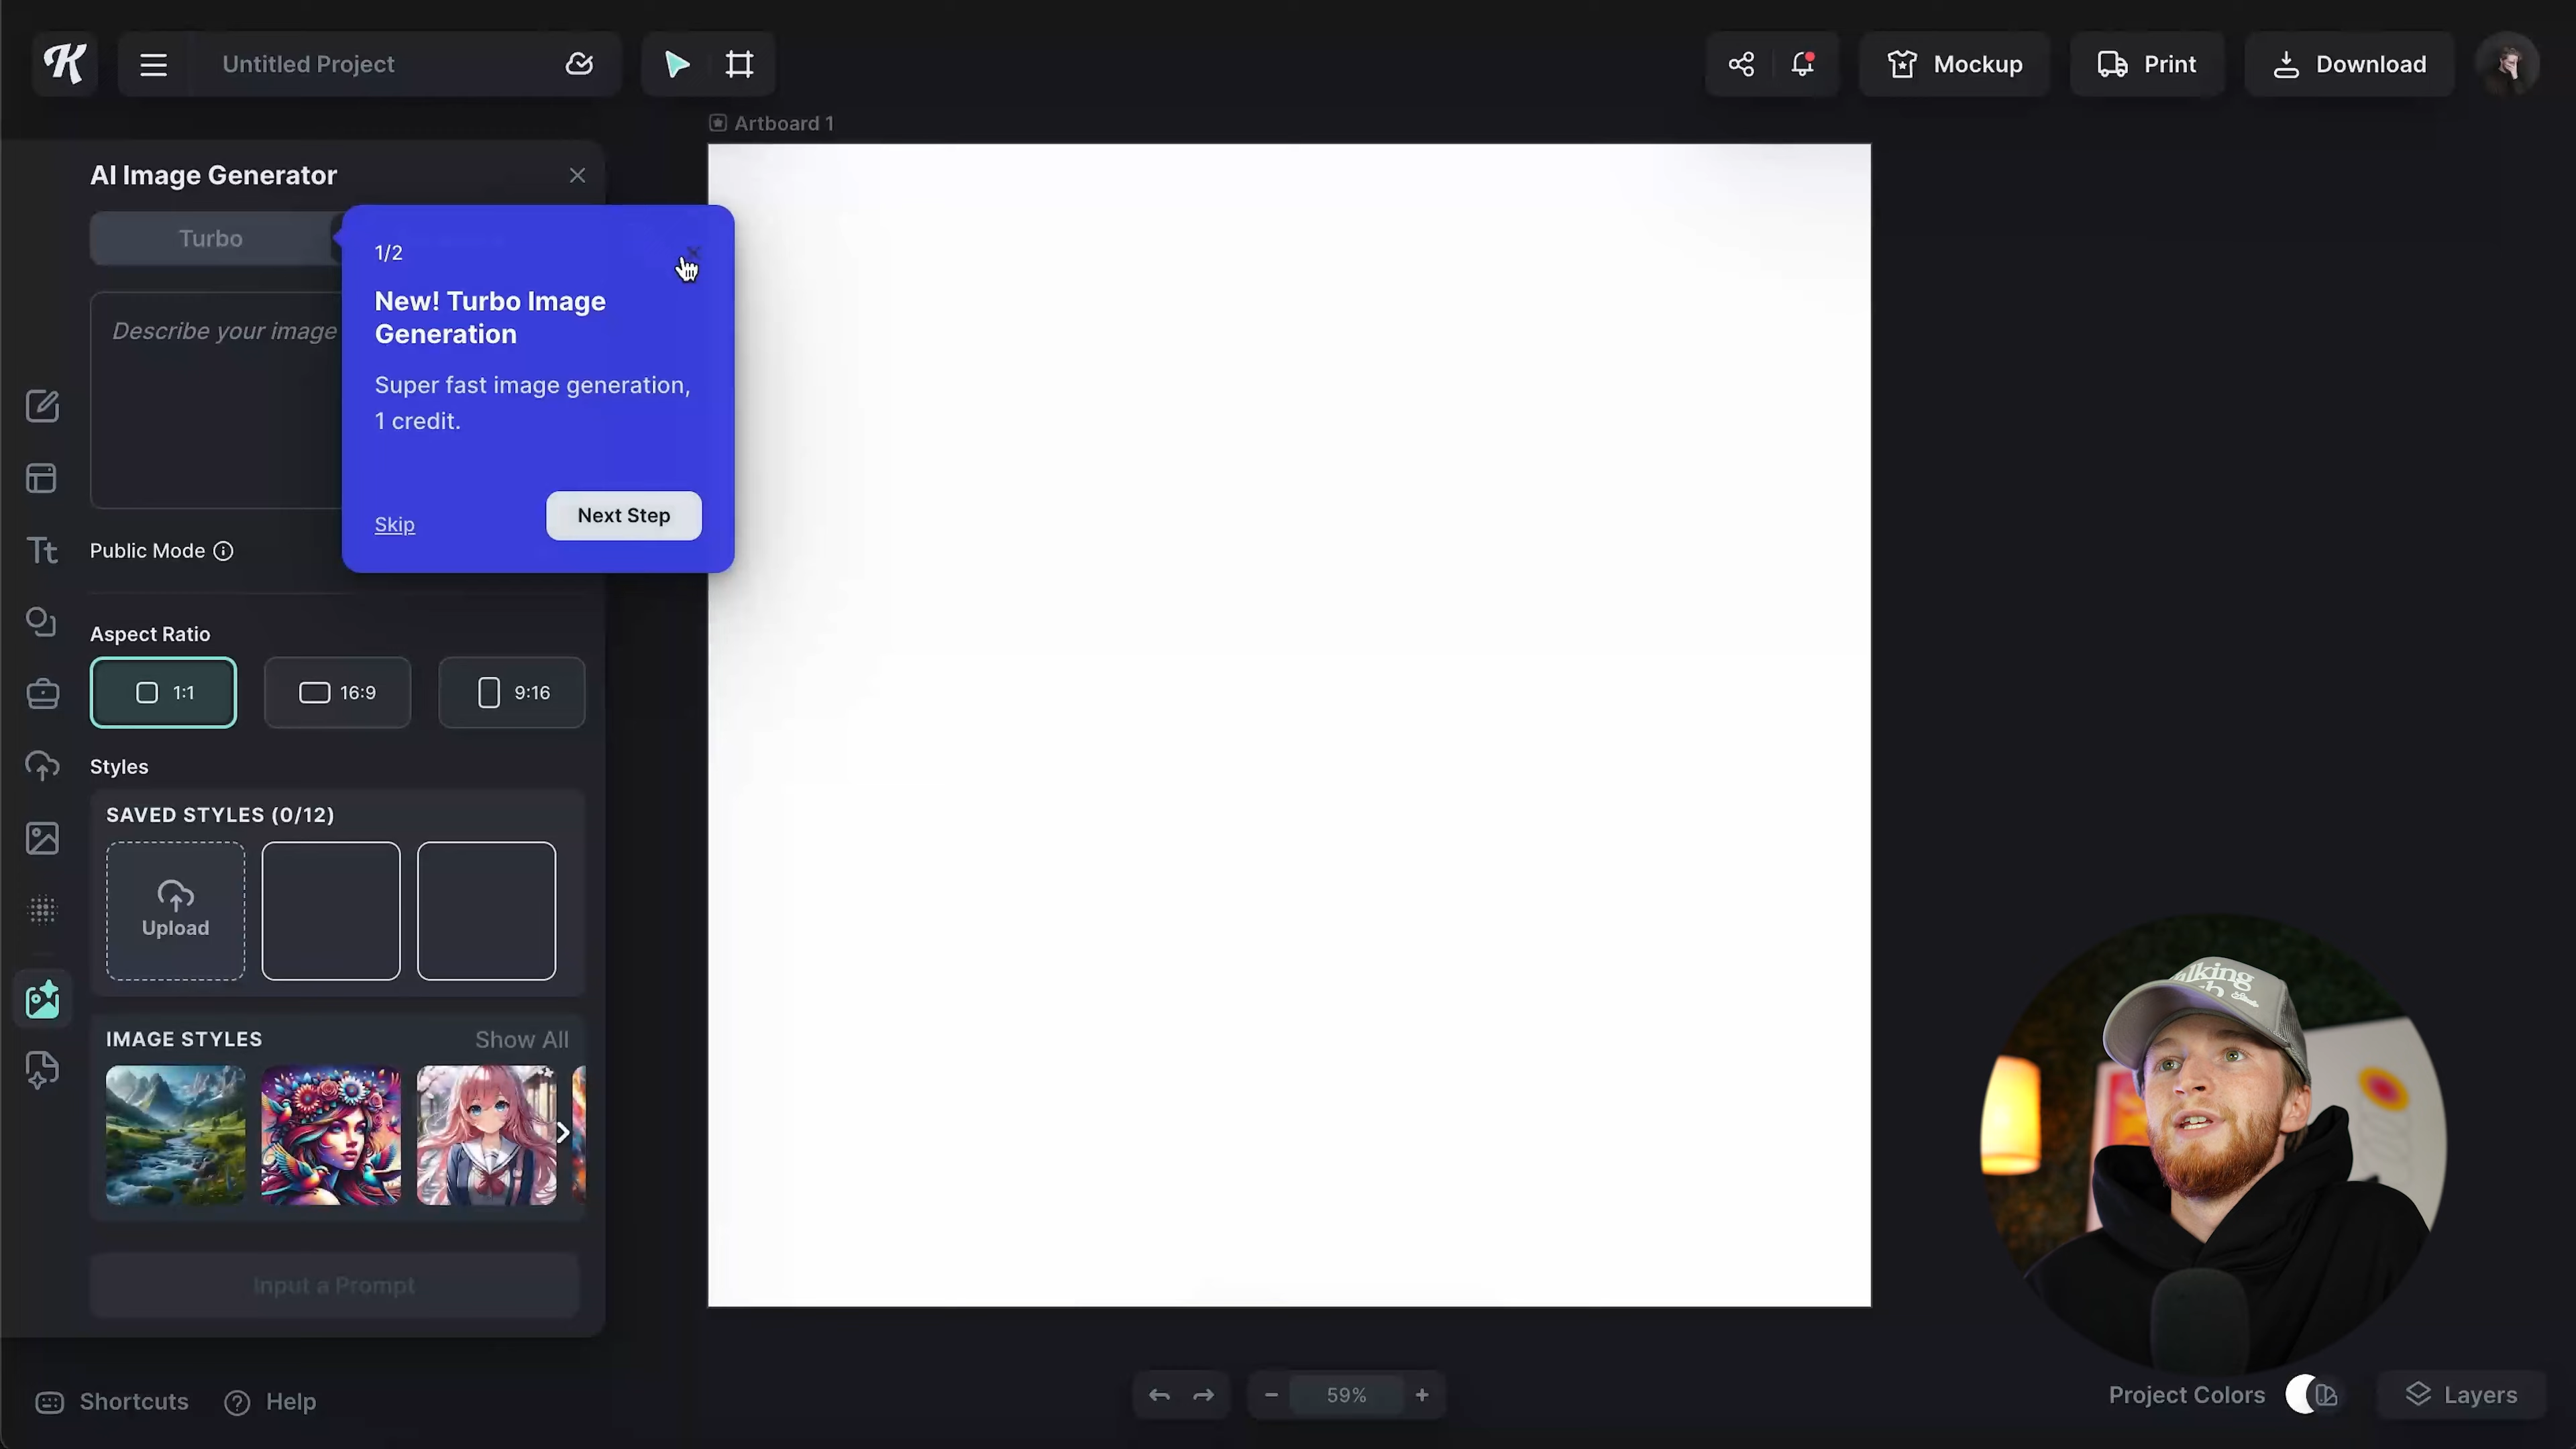 Untitled Project
Mockup
Print
Download
Artboard 1
AI Image Generator
Turbo
1/2
New! Turbo Image
Generation
Super fast image generation,
1 credit.
Skip
Next Step
Describe your image
Public Mode
Aspect Ratio
1:1
16:9
9:16
Styles
SAVED STYLES (0/12)
Upload
IMAGE STYLES
Show All
Input a Prompt
Shortcuts
Help
59%
Project Colors
Layers